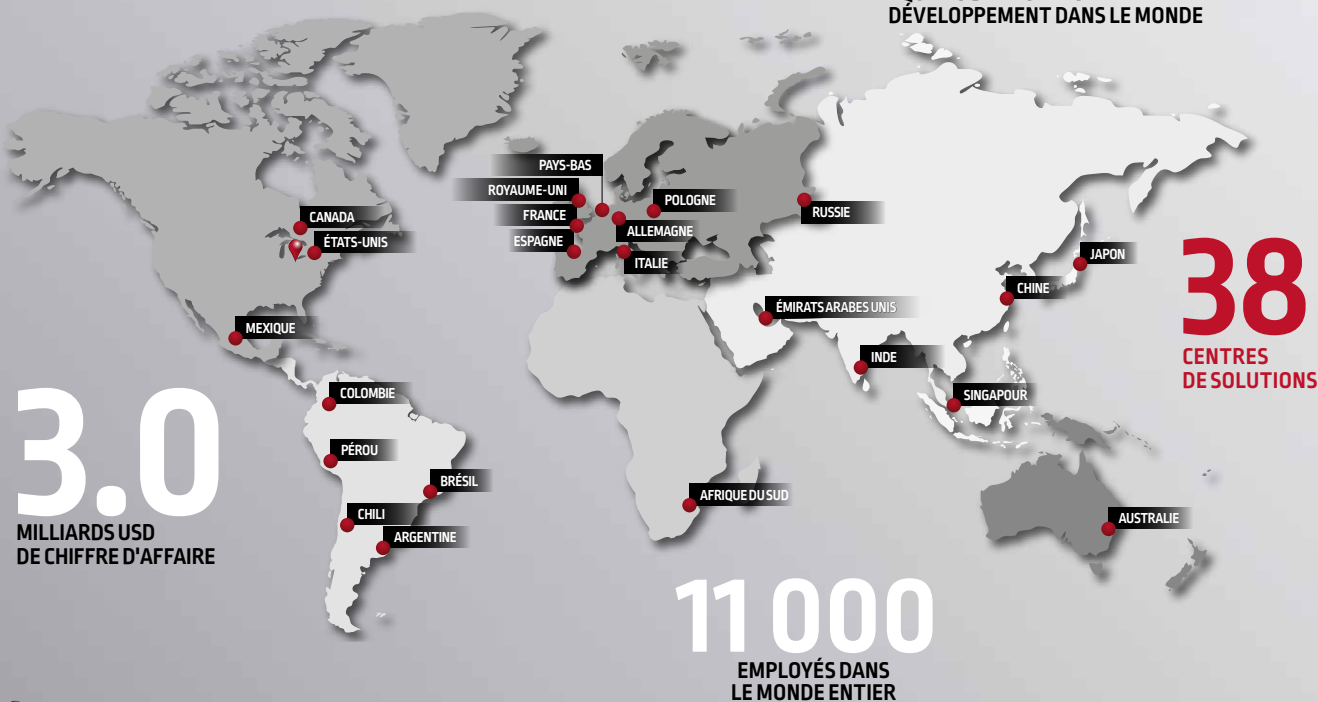 DÉVELOPPEMENT DANS LE MONDE
PAYS-BAS
ROYAUME-UNI
POLOGNE
FRANCE
RUSSIE
CANADA
ALLEMAGNE
ÉTATS-UNIS
ESPAGNE
ITALIE
JAPON
38
CENTRES
DE SOLUTIONS
CHINE
ÉMIRATS ARABES UNIS
MEXIQUE
INDE
COLOMBIE
SINGAPOUR
3.0
MILLIARDS USD
DE CHIFFRE D'AFFAIRE
PÉROU
BRÉSIL
AFRIQUE DU SUD
CHILI
AUSTRALIE
ARGENTINE
11 000
EMPLOYÉS DANS
LE MONDE ENTIER